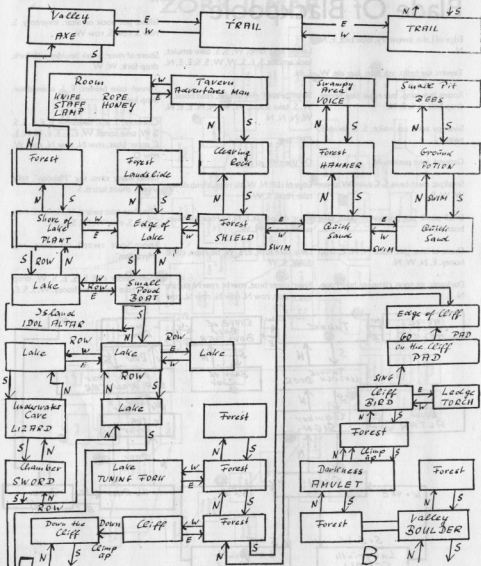 Valley
AXE
E
W
TRAIL
E
W
N
S
TRAIL
S
Room
KNIFE ROPE
STAFF HONEY
LAMP
W
E
Tavern
Adventures Man
Swampy
Area
VOICE
Snake Pit
BEES
N
N
S
N
S
N
S
Forest
Forest
Landslide
Clearing
Rock
Forest
HAMMER
Ground
POTION
N
S
N
S
N
S
N
S
N
SWIM
S
Shore of
Lake
PLANT
W
E
Edge of
Lake
W
E
Forest
SHIELD
E
W
SWIM
Quick
Sand
E
W
SWIM
Quick
Sand
S
ROW
N
S
N
Lake
W
Row
E
Small
Pond
BOAT
Island
IDOL ALTAR
S
N
Edge of Cliff
GO
PAD
On the Cliff
PAD
Lake
ROW
W
E
Lake
ROW
E
W
Lake
ROW
SING
Cliff
BIRD
E
W
Ledge
TORCH
S
N
N
S
N
S
Underwater
Cave
LIZARD
Lake
Forest
Forest
Climp
up
S
N
S
N
S
N
S
Chamber
SWORD
Lake
TUNING FORK
W
E
Forest
Darkness
AMULET
Forest
S
N
ROW
N
S
N
S
N
S
Down the
Cliff
Down
Climp
up
Cliff
W
E
Forest
Forest
Valley
BOULDER
N
S
N
S
B
N
S